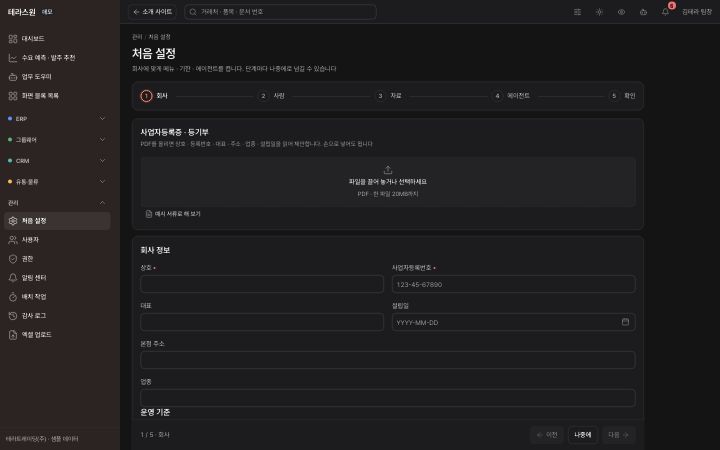 테라스원 데모
← 소개 사이트
거래처 · 품목 · 문서 번호
6
김테라 팀장
대시보드
수요 예측 · 발주 추천
업무 도우미
화면 블록 목록
ERP
그룹웨어
CRM
유통·물류
관리
처음 설정
사용자
권한
알림 센터
배치 작업
감사 로그
엑셀 업로드
테라트레이딩(주) · 샘플 데이터
관리 / 처음 설정
처음 설정
회사에 맞게 메뉴 · 기한 · 에이전트를 켭니다. 단계마다 나중에로 넘길 수 있습니다
1 회사
2 사람
3 자료
4 에이전트
5 확인
사업자등록증 · 등기부
PDF를 올리면 상호 · 등록번호 · 대표 · 주소 · 업종 · 설립일을 읽어 제안합니다. 손으로 넣어도 됩니다
파일을 끌어 놓거나 선택하세요
PDF · 한 파일 20MB까지
예시 서류로 해 보기
회사 정보
상호
사업자등록번호
123-45-67890
대표
설립일
YYYY-MM-DD
본점 주소
업종
운영 기준
1 / 5 · 회사
← 이전
나중에
다음 →